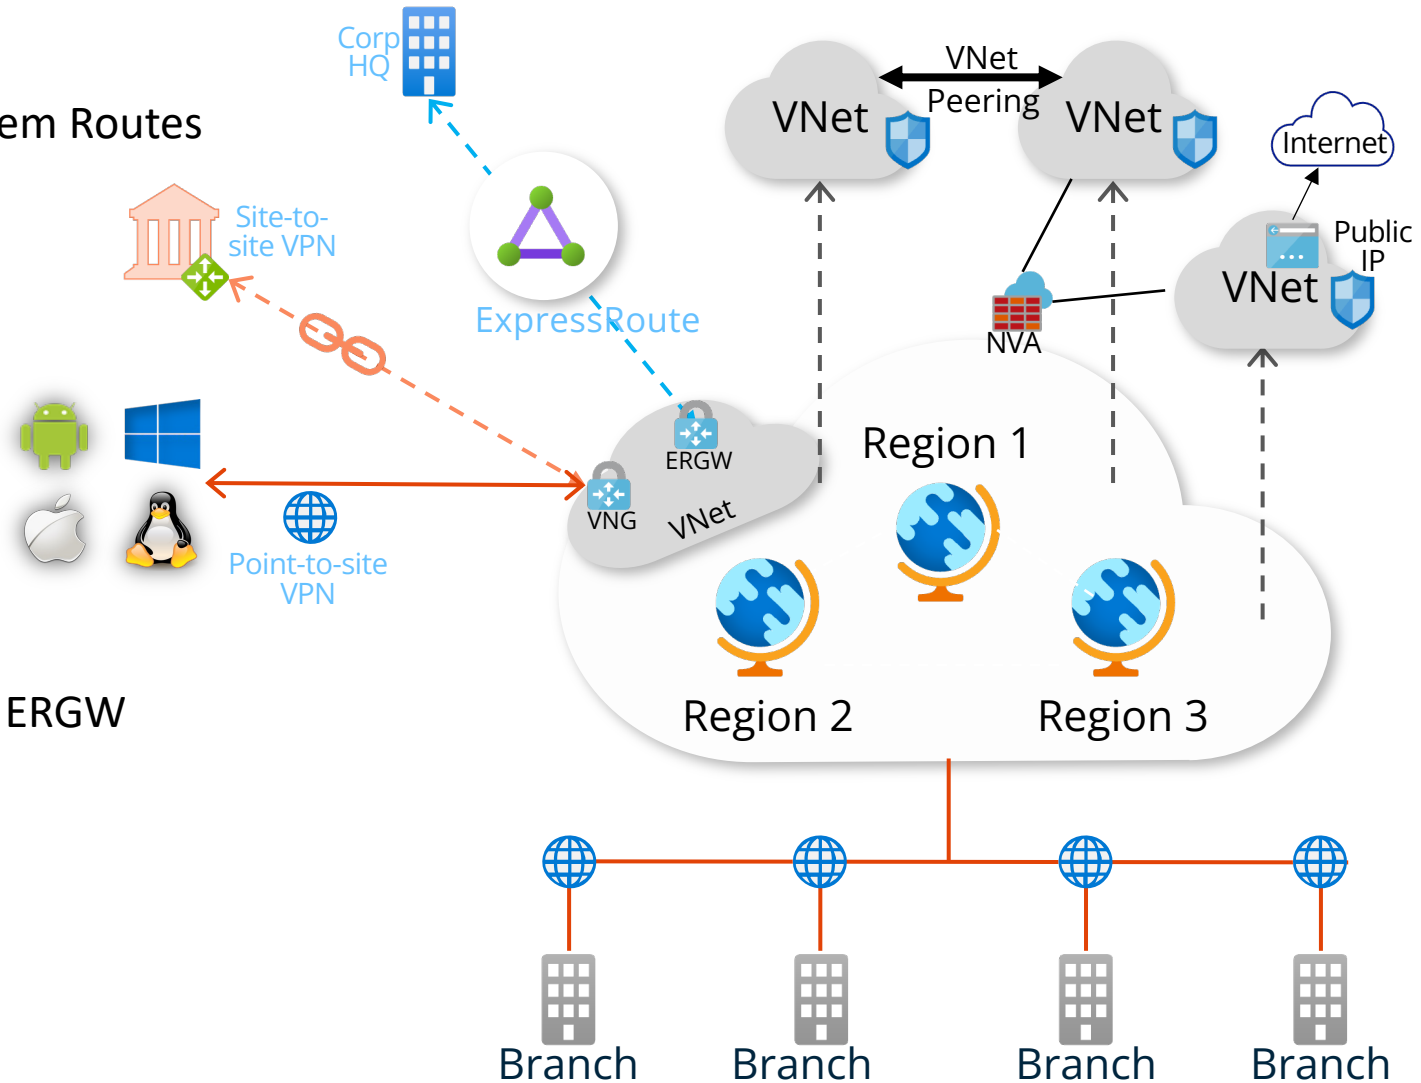 Corp
HQ
VNet
Peering
VNet
VNet
em Routes
Internet
Site-to-
site VPN
Public
IP
VNet
ExpressRoute
NVA
Region 1
ERGW
VNG
VNet
Point-to-site
VPN
ERGW
Region 2
Region 3
Branch
Branch
Branch
Branch